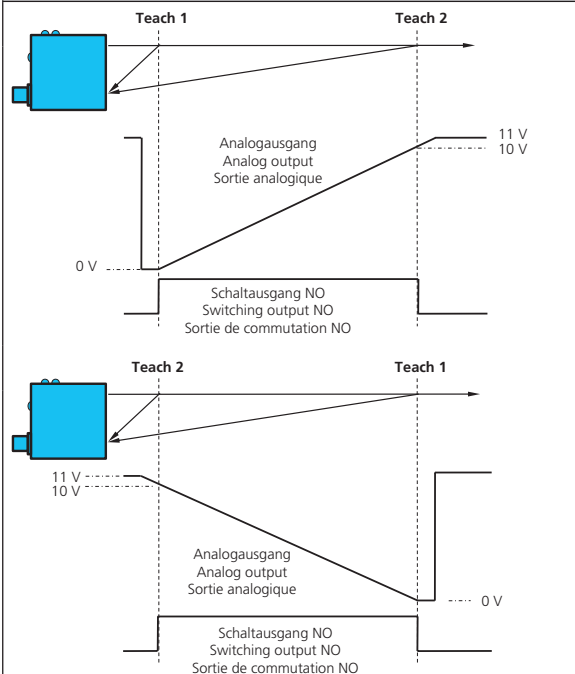 Teach 1
Teach 2
Analogausgang
Analog output
Sortie analogique
11 V
10 V
0 V
Schaltausgang NO
Switching output NO
Sortie de commutation NO
Teach 2
Teach 1
11 V
10 V
Analogausgang
Analog output
Sortie analogique
0 V
Schaltausgang NO
Switching output NO
Sortie de commutation NO